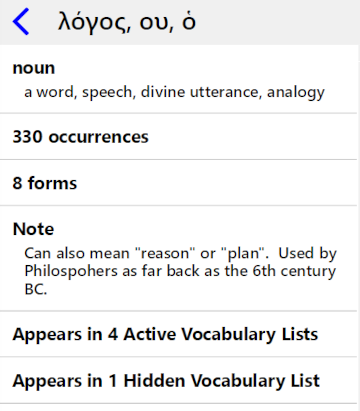 λόγος, ου, ὁ
noun
a word, speech, divine utterance, analogy
330 occurrences
8 forms
Note
Can also mean "reason" or "plan".  Used by
Philospohers as far back as the 6th century
BC.
Appears in 4 Active Vocabulary Lists
Appears in 1 Hidden Vocabulary List